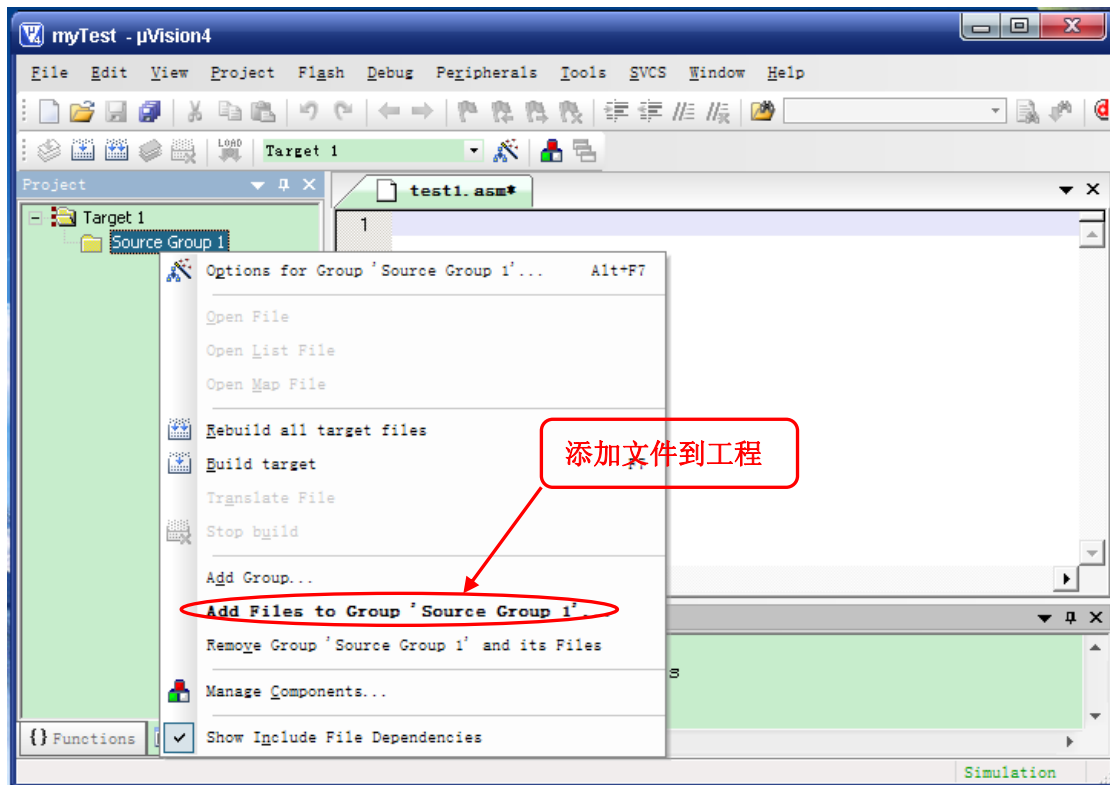 myTest - µVision4
File Edit View Project Flash Debug Peripherals Tools SVCS Window Help
LOAD Target 1
Project
test1.asm*
Target 1
1
Source Group 1
Options for Group 'Source Group 1'... Alt+F7
Open File
Open List File
Open Map File
Rebuild all target files
添加文件到工程
Build target F7
Translate File
Stop build
Add Group...
Add Files to Group 'Source Group 1'...
Remove Group 'Source Group 1' and its Files
s
Manage Components...
{} Functions
Show Include File Dependencies
Simulation